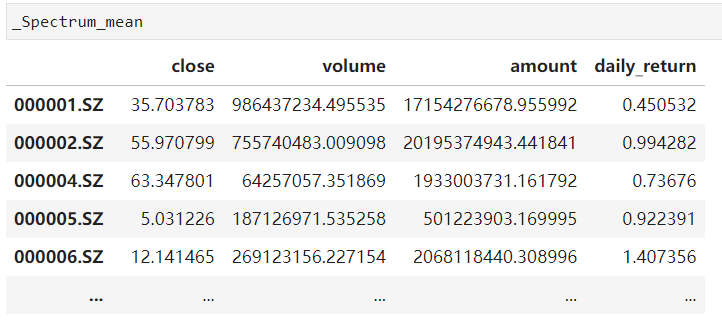 _Spectrum_mean
close volume amount daily_return
000001.SZ 35.703783 986437234.495535 17154276678.955992 0.450532
000002.SZ 55.970799 755740483.009098 20195374943.441841 0.994282
000004.SZ 63.347801 64257057.351869 1933003731.161792 0.73676
000005.SZ 5.031226 187126971.535258 501223903.169995 0.922391
000006.SZ 12.141465 269123156.227154 2068118440.308996 1.407356
... ... ... ... ...